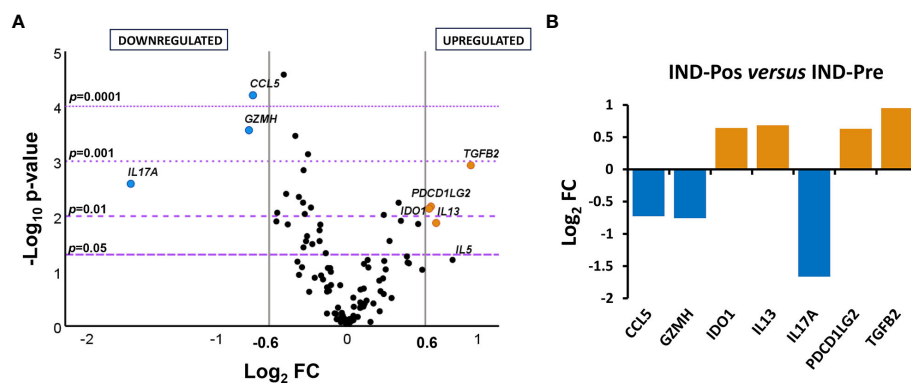 A
DOWNREGULATED
UPREGULATED
5
4
3
2
1
0
-Log10 p-value
p=0.0001
p=0.001
p=0.01
p=0.05
CCL5
GZMH
IL17A
TGFB2
PDCD1LG2
IDO1
IL13
IL5
-2
-1
-0.6
0
0.6
1
Log2 FC
B
IND-Pos versus IND-Pre
1
0.5
0
-0.5
-1
-1.5
-2
Log2 FC
CCL5
GZMH
IDO1
IL13
IL17A
PDCD1LG2
TGFB2